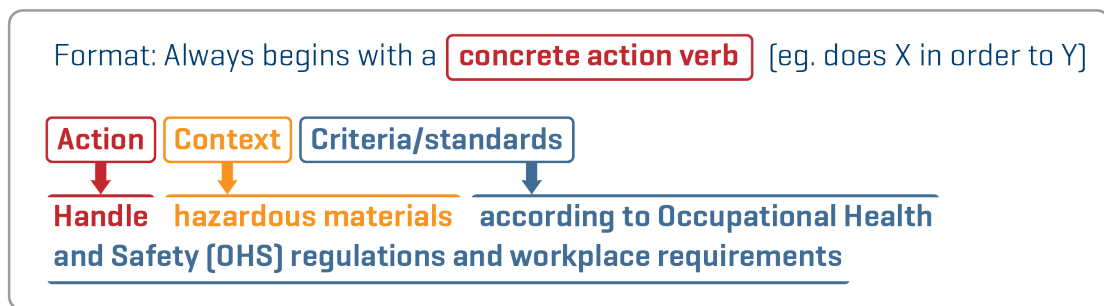 Format: Always begins with a concrete action verb (eg. does X in order to Y)
Action Context Criteria/standards
Handle hazardous materials according to Occupational Health
and Safety (OHS) regulations and workplace requirements